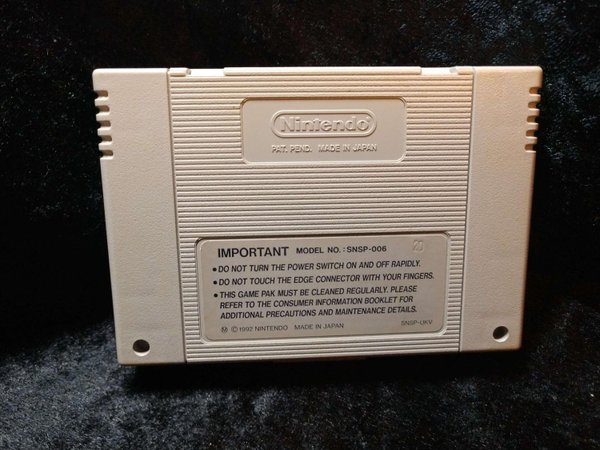 Nintendo
PAT. PEND. MADE IN JAPAN
IMPORTANT MODEL NO. : SNSP-006
• DO NOT TURN THE POWER SWITCH ON AND OFF RAPIDLY.
• DO NOT TOUCH THE EDGE CONNECTOR WITH YOUR FINGERS.
• THIS GAME PAK MUST BE CLEANED REGULARLY. PLEASE
REFER TO THE CONSUMER INFORMATION BOOKLET FOR
ADDITIONAL PRECAUTIONS AND MAINTENANCE DETAILS.
Ⓜ ©1992 NINTENDO MADE IN JAPAN SNSP-UKV